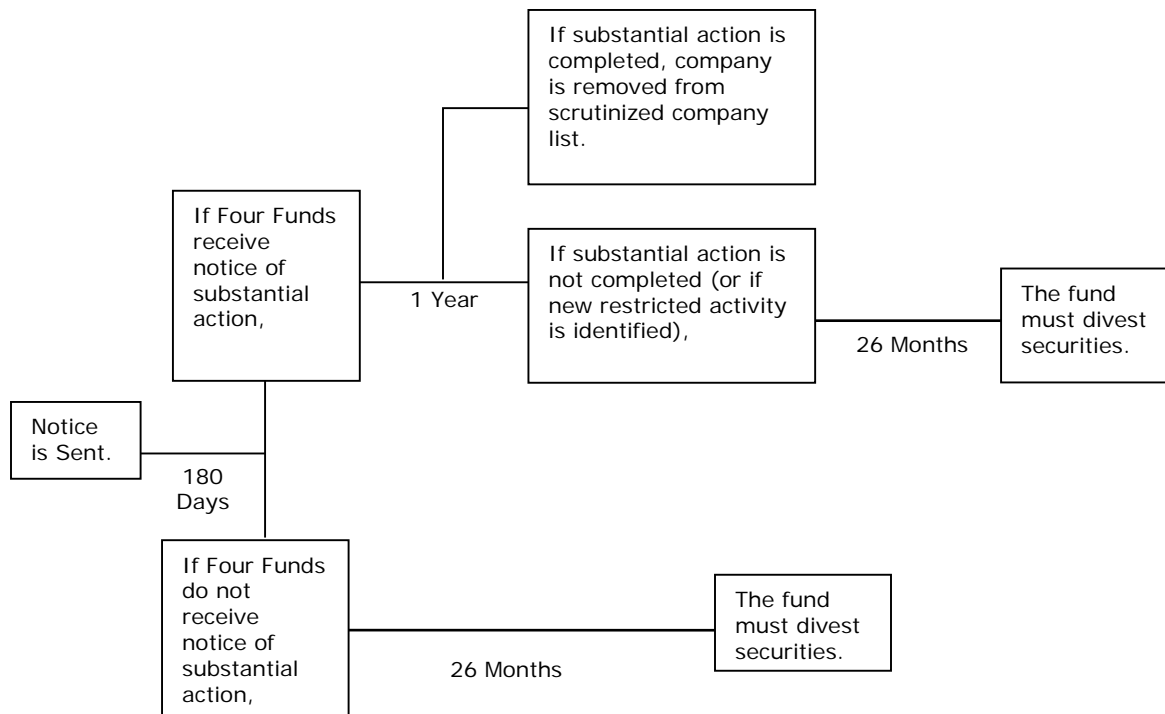 If substantial action is
completed, company
is removed from
scrutinized company
list.
If Four Funds
receive
notice of
substantial
action,
1 Year
If substantial action is
not completed (or if
new restricted activity
is identified),
26 Months
The fund
must divest
securities.
Notice
is Sent.
180
Days
If Four Funds
do not
receive
notice of
substantial
action,
26 Months
The fund
must divest
securities.